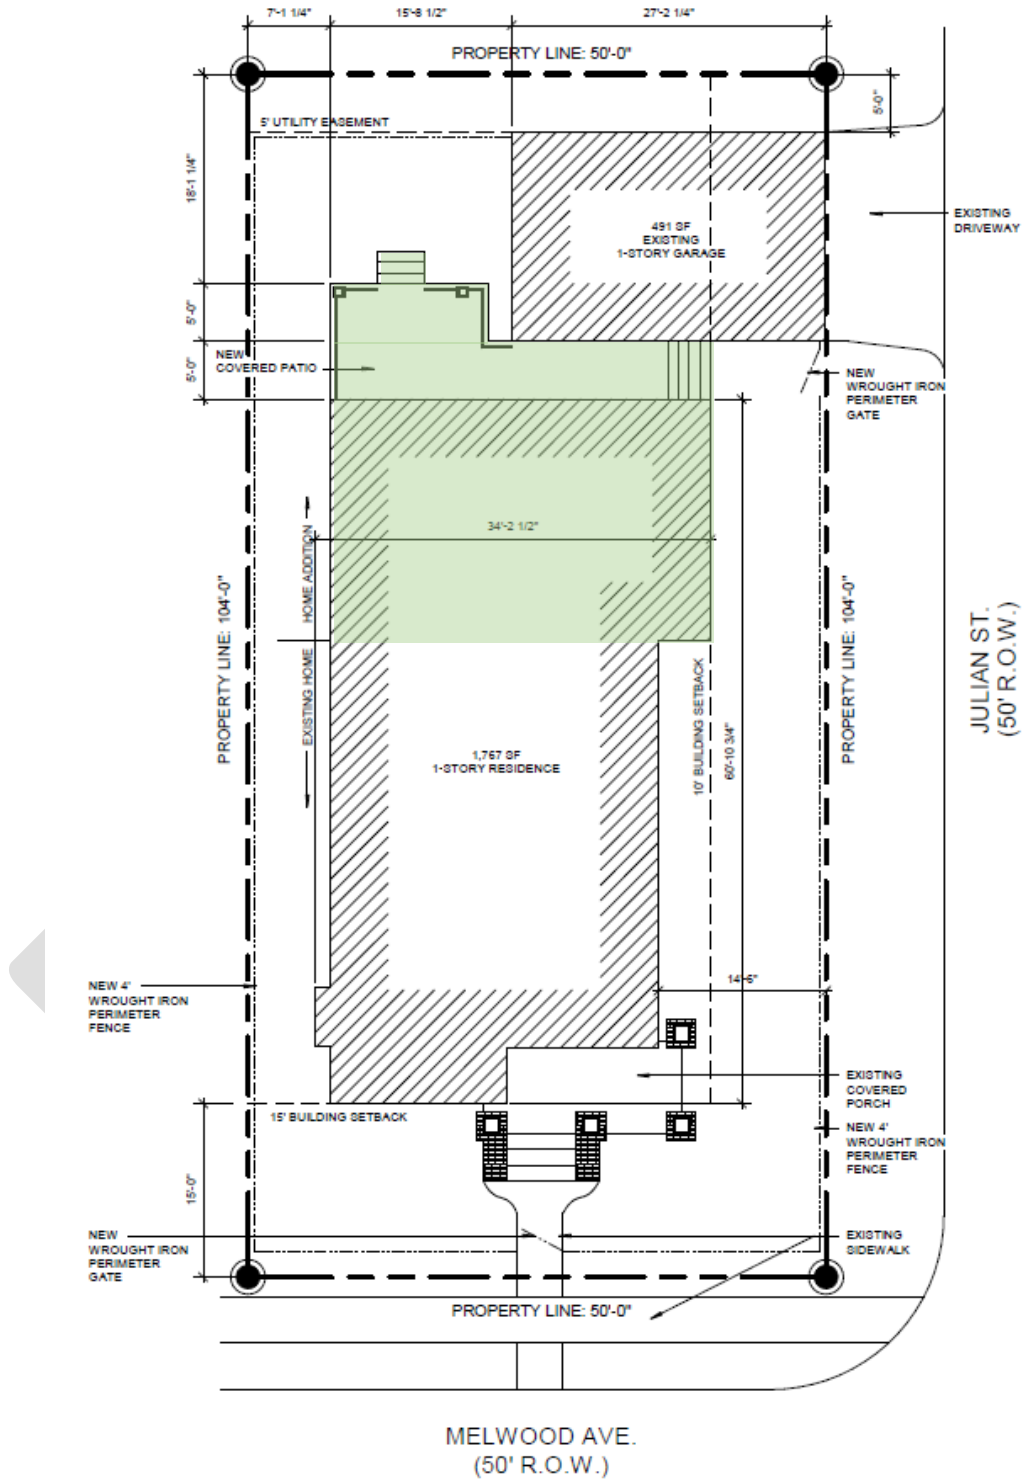 7'-1 1/4"
15'-8 1/2"
27'-2 1/4"
PROPERTY LINE: 50'-0"
5'-0"
5' UTILITY EASEMENT
18'-1 1/4"
491 SF
EXISTING
1-STORY GARAGE
EXISTING
DRIVEWAY
5'-0"
5'-0"
NEW
COVERED PATIO
NEW
WROUGHT IRON
PERIMETER
GATE
34'-2 1/2"
HOME ADDITION
EXISTING HOME
PROPERTY LINE: 104'-0"
PROPERTY LINE: 104'-0"
JULIAN ST.
(50' R.O.W.)
10' BUILDING SETBACK
60'-10 3/4"
1,767 SF
1-STORY RESIDENCE
14'-6"
NEW 4'
WROUGHT IRON
PERIMETER
FENCE
EXISTING
COVERED
PORCH
15' BUILDING SETBACK
NEW 4'
WROUGHT IRON
PERIMETER
FENCE
15'-0"
NEW
WROUGHT IRON
PERIMETER
GATE
EXISTING
SIDEWALK
PROPERTY LINE: 50'-0"
MELWOOD AVE.
(50' R.O.W.)